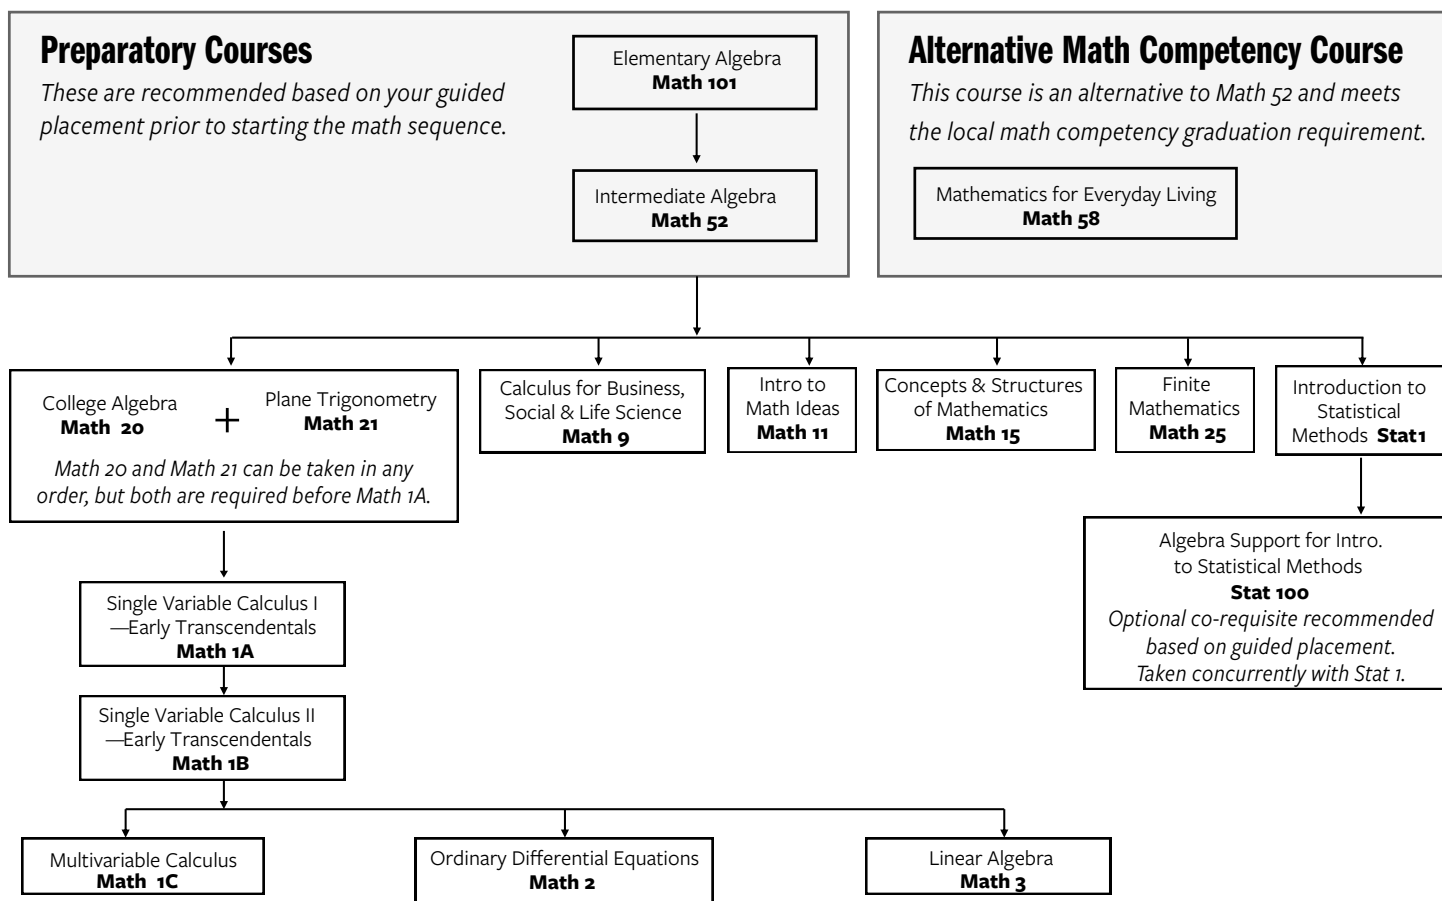 Preparatory Courses
These are recommended based on your guided
placement prior to starting the math sequence.
Elementary Algebra
Math 101
Intermediate Algebra
Math 52
Alternative Math Competency Course
This course is an alternative to Math 52 and meets
the local math competency graduation requirement.
Mathematics for Everyday Living
Math 58
College Algebra
Math 20
+
Plane Trigonometry
Math 21
Math 20 and Math 21 can be taken in any
order, but both are required before Math 1A.
Calculus for Business,
Social & Life Science
Math 9
Intro to
Math Ideas
Math 11
Concepts & Structures
of Mathematics
Math 15
Finite
Mathematics
Math 25
Introduction to
Statistical
Methods Stat1
Algebra Support for Intro.
to Statistical Methods
Stat 100
Optional co-requisite recommended
based on guided placement.
Taken concurrently with Stat 1.
Single Variable Calculus I
—Early Transcendentals
Math 1A
Single Variable Calculus II
—Early Transcendentals
Math 1B
Multivariable Calculus
Math 1C
Ordinary Differential Equations
Math 2
Linear Algebra
Math 3